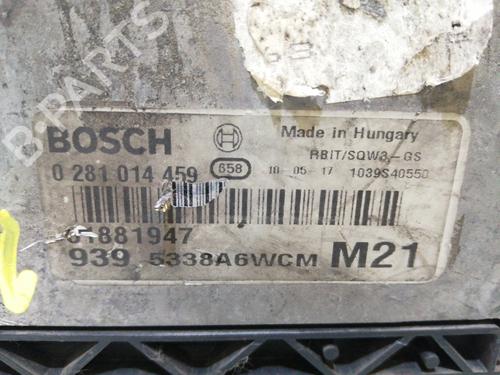 B-PARTS
BOSCH
Made in Hungary
RBIT/SQW3-GS
0 281 014 459 658 10-05-17 1039S40550
51881947
939 5338A6WCM M21